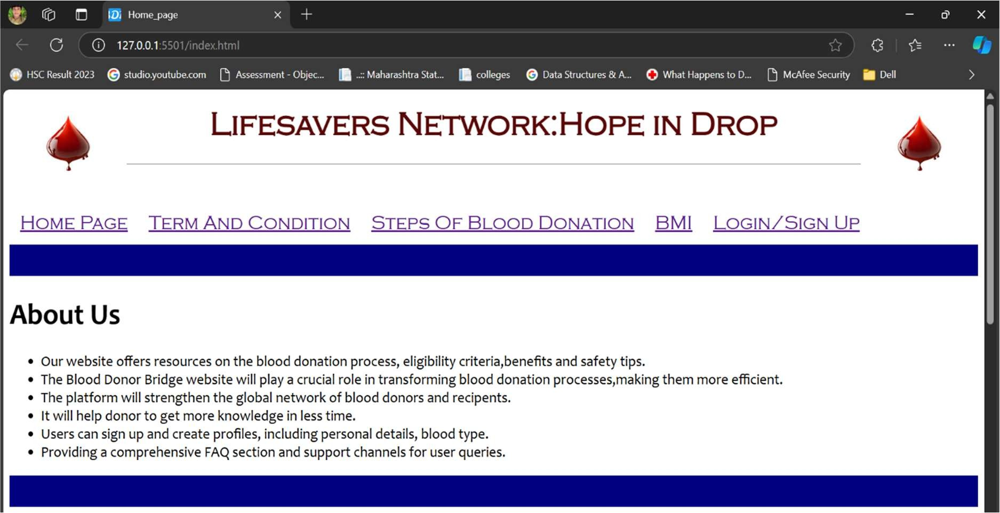 Home_page
127.0.0.1:5501/index.html
HSC Result 2023 studio.youtube.com Assessment - Objec... ..:: Maharashtra Stat... colleges Data Structures & A... What Happens to D... McAfee Security Dell
Lifesavers Network:Hope in Drop
Home Page Term And Condition Steps Of Blood Donation BMI Login/Sign Up
About Us
• Our website offers resources on the blood donation process, eligibility criteria,benefits and safety tips.
• The Blood Donor Bridge website will play a crucial role in transforming blood donation processes,making them more efficient.
• The platform will strengthen the global network of blood donors and recipents.
• It will help donor to get more knowledge in less time.
• Users can sign up and create profiles, including personal details, blood type.
• Providing a comprehensive FAQ section and support channels for user queries.